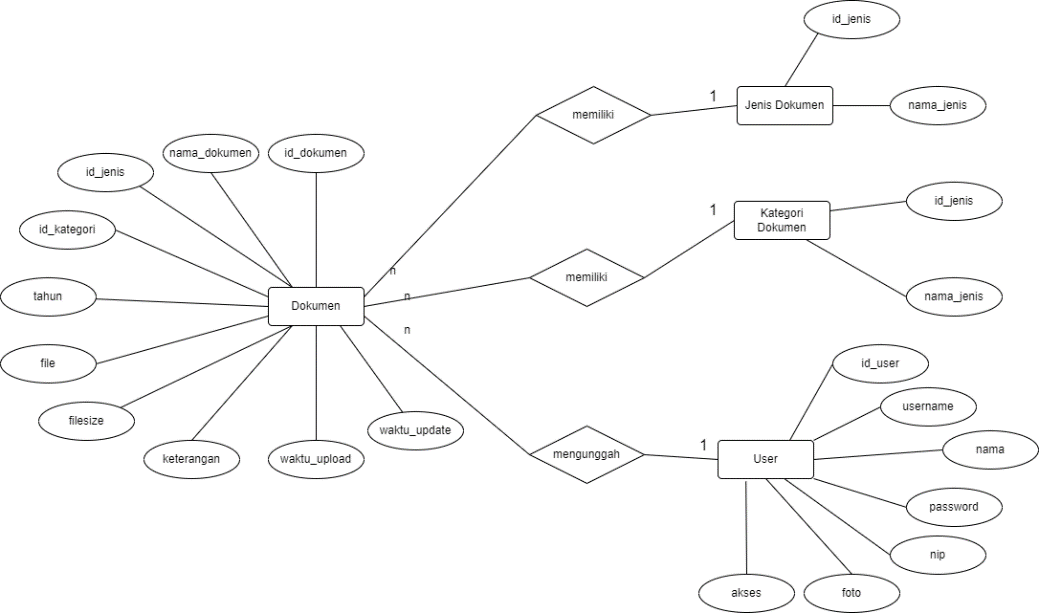 id_jenis
1
memiliki
Jenis Dokumen
nama_jenis
nama_dokumen
id_dokumen
id_jenis
id_kategori
1
Kategori
Dokumen
id_jenis
n
memiliki
tahun
n
Dokumen
nama_jenis
n
file
id_user
username
filesize
waktu_update
1
nama
keterangan
waktu_upload
mengunggah
User
password
nip
akses
foto